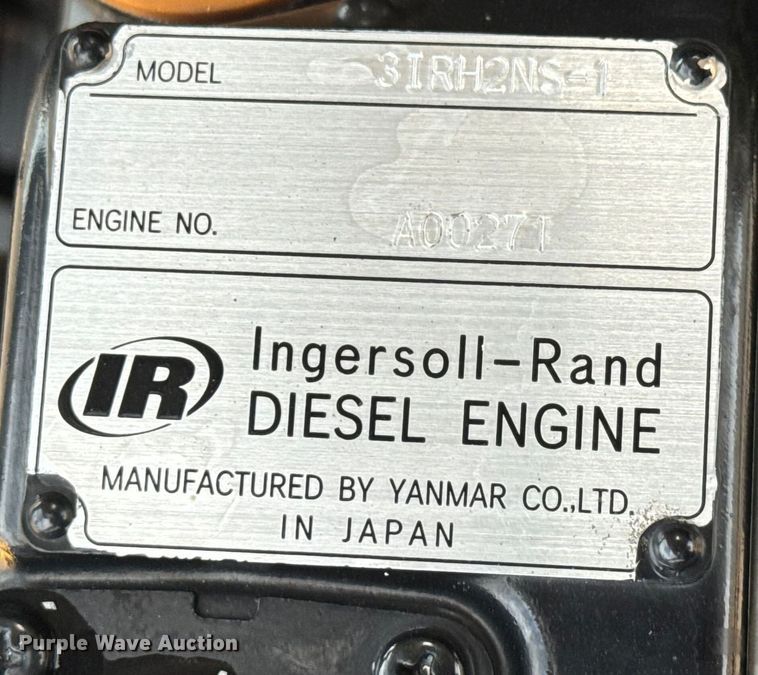 MODEL 3IRH2NS-1
ENGINE NO. A00271
IR Ingersoll-Rand
DIESEL ENGINE
MANUFACTURED BY YANMAR CO.,LTD.
IN JAPAN
Purple Wave Auction